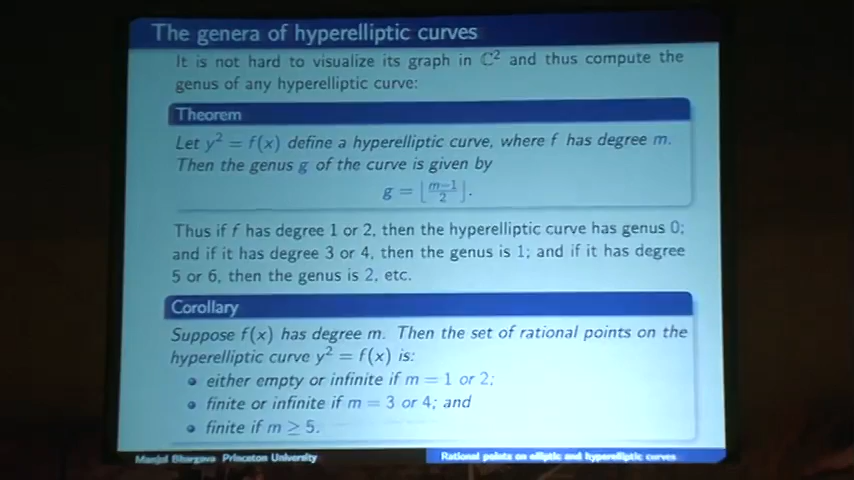 The genera of hyperelliptic curves
It is not hard to visualize its graph in ℂ² and thus compute the
genus of any hyperelliptic curve:
Theorem
Let y² = f(x) define a hyperelliptic curve, where f has degree m.
Then the genus g of the curve is given by
g = ⌊(m−1)/2⌋.
Thus if f has degree 1 or 2, then the hyperelliptic curve has genus 0;
and if it has degree 3 or 4, then the genus is 1; and if it has degree
5 or 6, then the genus is 2, etc.
Corollary
Suppose f(x) has degree m. Then the set of rational points on the
hyperelliptic curve y² = f(x) is:
• either empty or infinite if m = 1 or 2;
• finite or infinite if m = 3 or 4; and
• finite if m ≥ 5.
Manjul Bhargava Princeton University
Rational points on elliptic and hyperelliptic curves